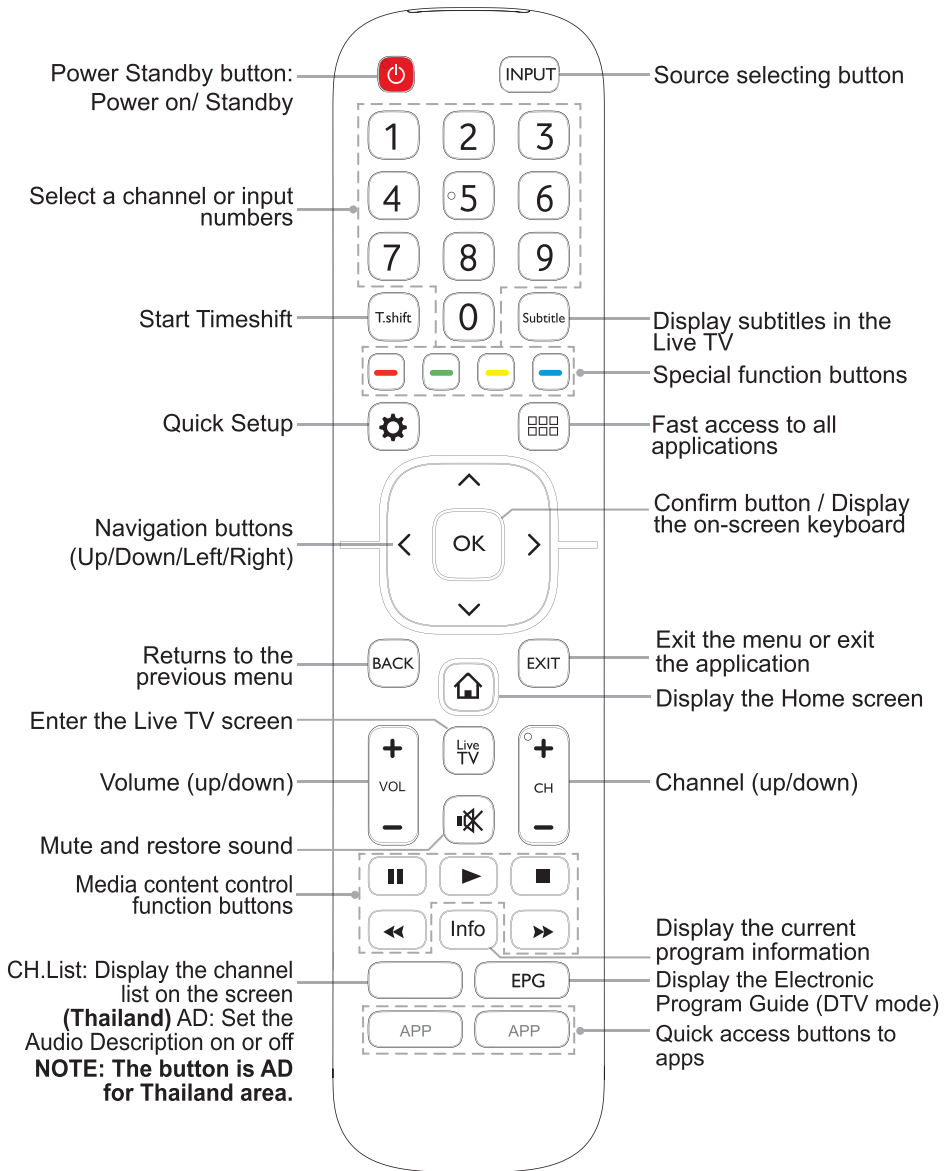 Power Standby button:
Power on/ Standby
INPUT
Source selecting button
1
2
3
Select a channel or input
numbers
4
5
6
7
8
9
Start Timeshift
T.shift
0
Subtitle
Display subtitles in the
Live TV
Special function buttons
Quick Setup
Fast access to all
applications
Navigation buttons
(Up/Down/Left/Right)
OK
Confirm button / Display
the on-screen keyboard
Returns to the
previous menu
BACK
EXIT
Exit the menu or exit
the application
Display the Home screen
Enter the Live TV screen
Live
TV
Volume (up/down)
+
VOL
−
+
CH
−
Channel (up/down)
Mute and restore sound
Media content control
function buttons
Info
Display the current
program information
CH.List: Display the channel
list on the screen
(Thailand) AD: Set the
Audio Description on or off
NOTE: The button is AD
for Thailand area.
EPG
Display the Electronic
Program Guide (DTV mode)
APP
APP
Quick access buttons to
apps